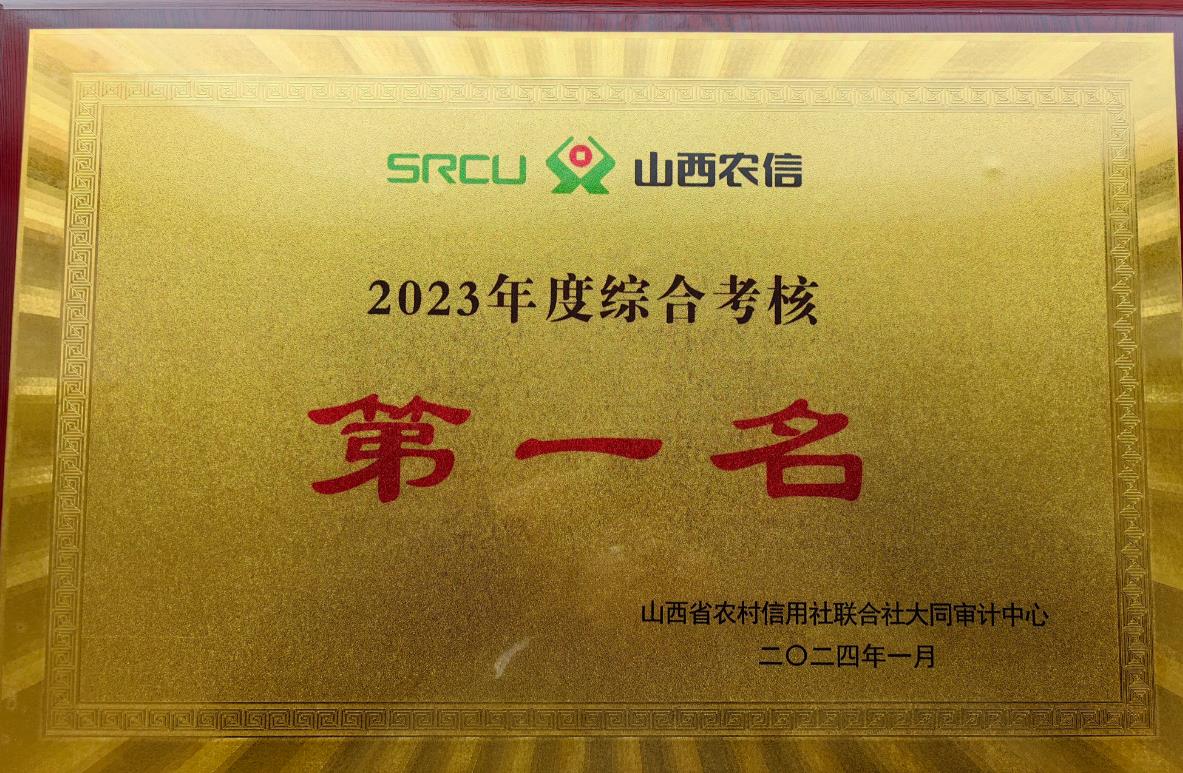 SRCU 山西农信
2023年度综合考核
第一名
山西省农村信用社联合社大同审计中心
二〇二四年一月